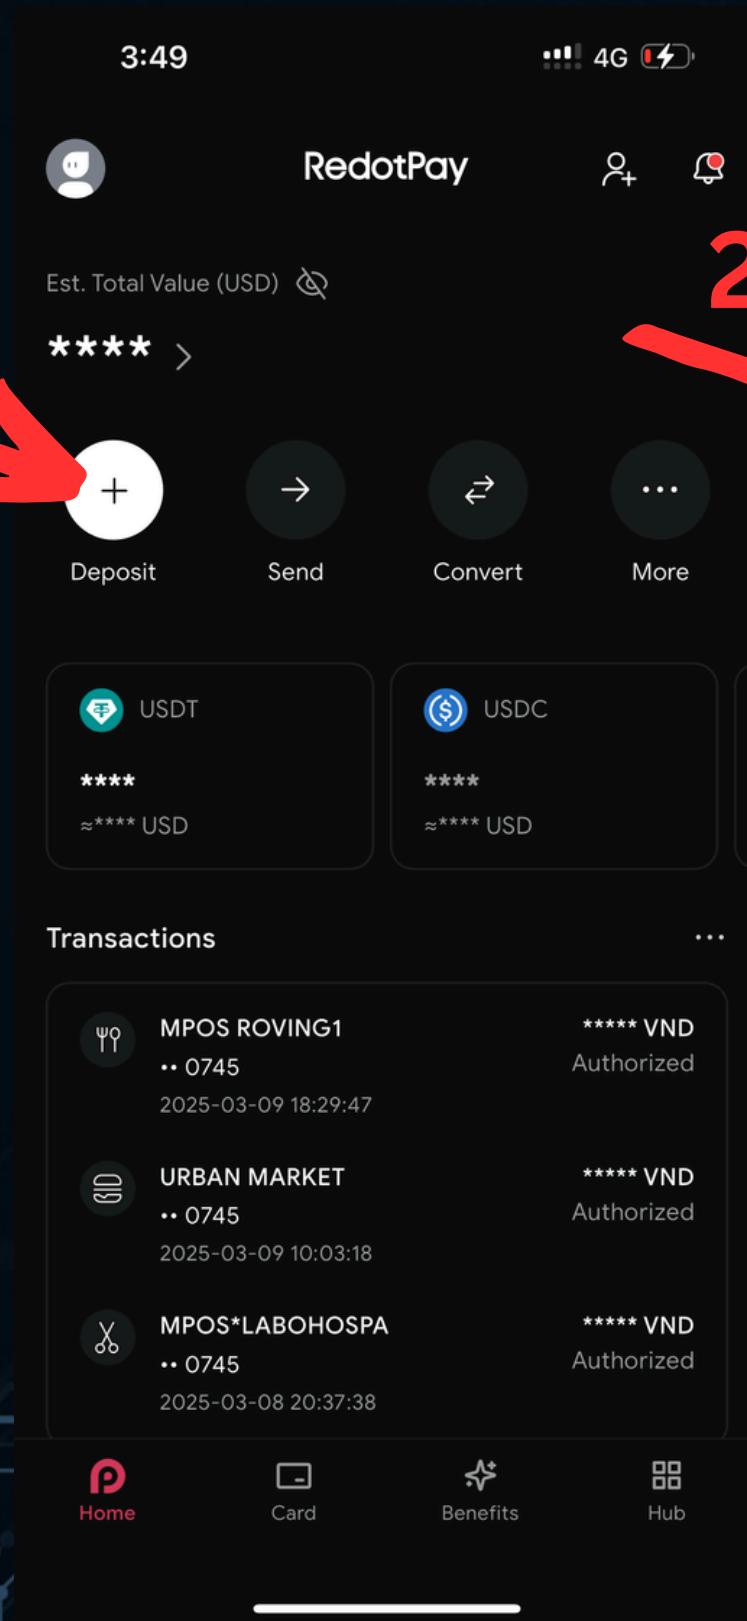 3:49
4G
RedotPay
2
Est. Total Value (USD)
****
Deposit
Send
Convert
More
USDT
USDC
****
****
≈**** USD
≈**** USD
Transactions
MPOS ROVING1
***** VND
•• 0745
Authorized
2025-03-09 18:29:47
URBAN MARKET
***** VND
•• 0745
Authorized
2025-03-09 10:03:18
MPOS*LABOHOSPA
***** VND
•• 0745
Authorized
2025-03-08 20:37:38
Home
Card
Benefits
Hub